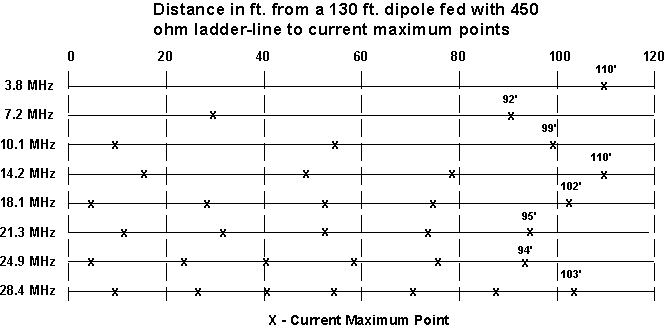 Distance in ft. from a 130 ft. dipole fed with 450
ohm ladder-line to current maximum points
0 20 40 60 80 100 120
110'
3.8 MHz X
92'
7.2 MHz X X
99'
10.1 MHz X X X
110'
14.2 MHz X X X X
102'
18.1 MHz X X X X X
95'
21.3 MHz X X X X X
94'
24.9 MHz X X X X X X
103'
28.4 MHz X X X X X X X
X - Current Maximum Point